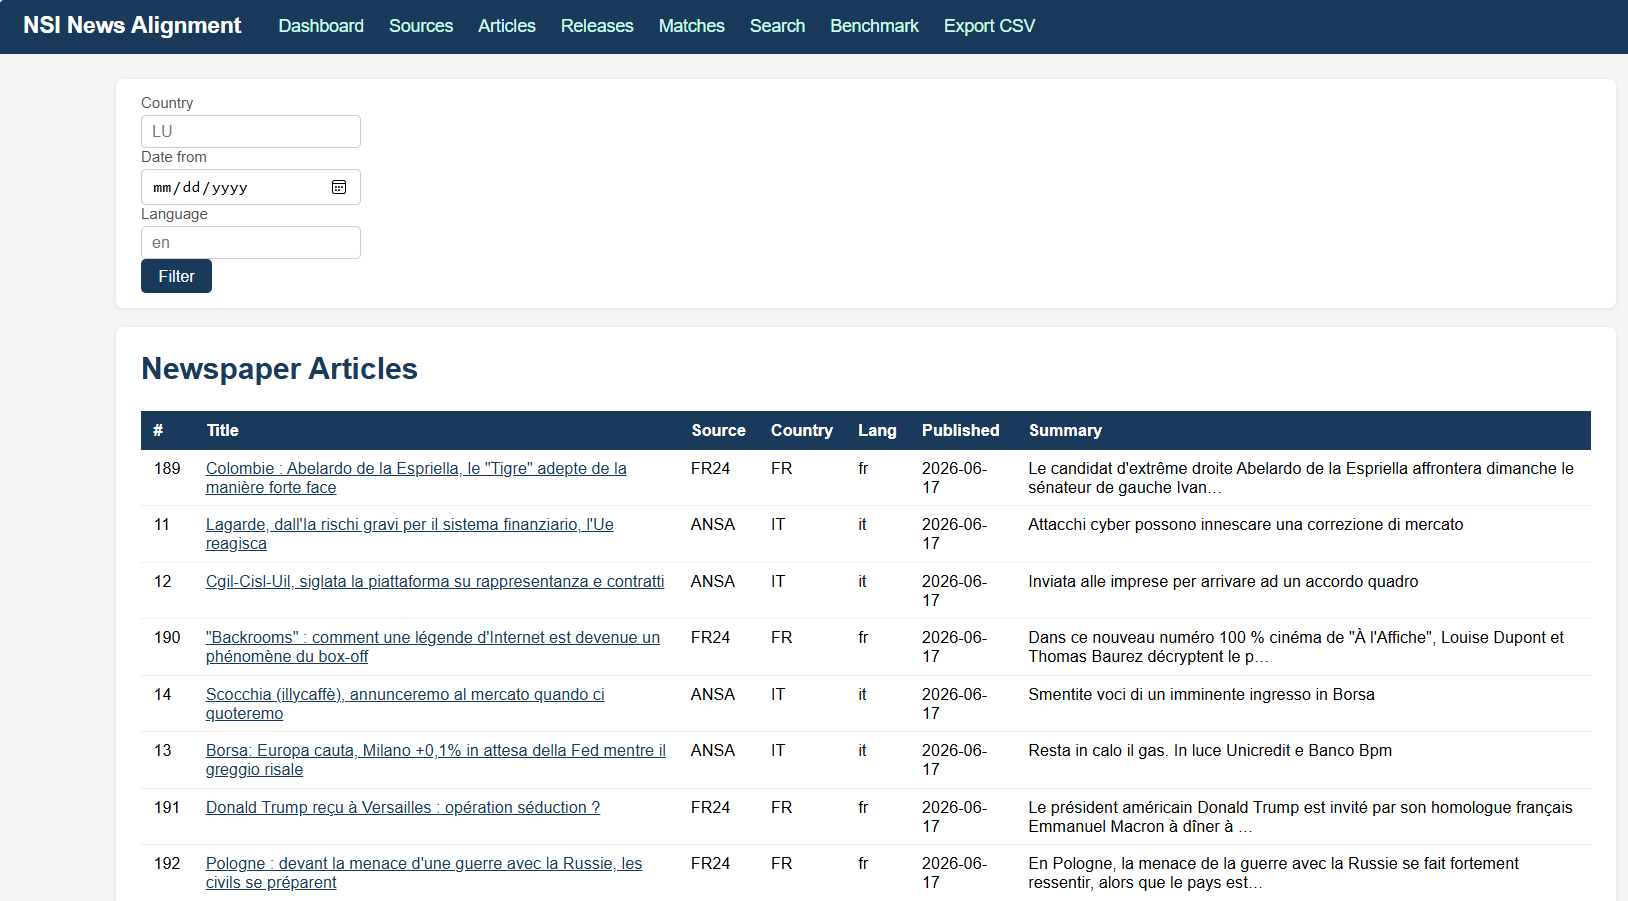 NSI News Alignment Dashboard Sources Articles Releases Matches Search Benchmark Export CSV
Country
LU
Date from
mm/dd/yyyy
Language
en
Filter
Newspaper Articles
# Title Source Country Lang Published Summary
189 Colombie : Abelardo de la Espriella, le "Tigre" adepte de la FR24 FR fr 2026-06- Le candidat d'extrême droite Abelardo de la Espriella affrontera dimanche le
manière forte face 17 sénateur de gauche Ivan…
11 Lagarde, dall'Ia rischi gravi per il sistema finanziario, l'Ue ANSA IT it 2026-06- Attacchi cyber possono innescare una correzione di mercato
reagisca 17
12 Cgil-Cisl-Uil, siglata la piattaforma su rappresentanza e contratti ANSA IT it 2026-06- Inviata alle imprese per arrivare ad un accordo quadro
17
190 "Backrooms" : comment une légende d'Internet est devenue un FR24 FR fr 2026-06- Dans ce nouveau numéro 100 % cinéma de "À l'Affiche", Louise Dupont et
phénomène du box-off 17 Thomas Baurez décryptent le p…
14 Scocchia (illycaffè), annunceremo al mercato quando ci ANSA IT it 2026-06- Smentite voci di un imminente ingresso in Borsa
quoteremo 17
13 Borsa: Europa cauta, Milano +0,1% in attesa della Fed mentre il ANSA IT it 2026-06- Resta in calo il gas. In luce Unicredit e Banco Bpm
greggio risale 17
191 Donald Trump reçu à Versailles : opération séduction ? FR24 FR fr 2026-06- Le président américain Donald Trump est invité par son homologue français
17 Emmanuel Macron à dîner à …
192 Pologne : devant la menace d'une guerre avec la Russie, les FR24 FR fr 2026-06- En Pologne, la menace de la guerre avec la Russie se fait fortement
civils se préparent 17 ressentir, alors que le pays est…